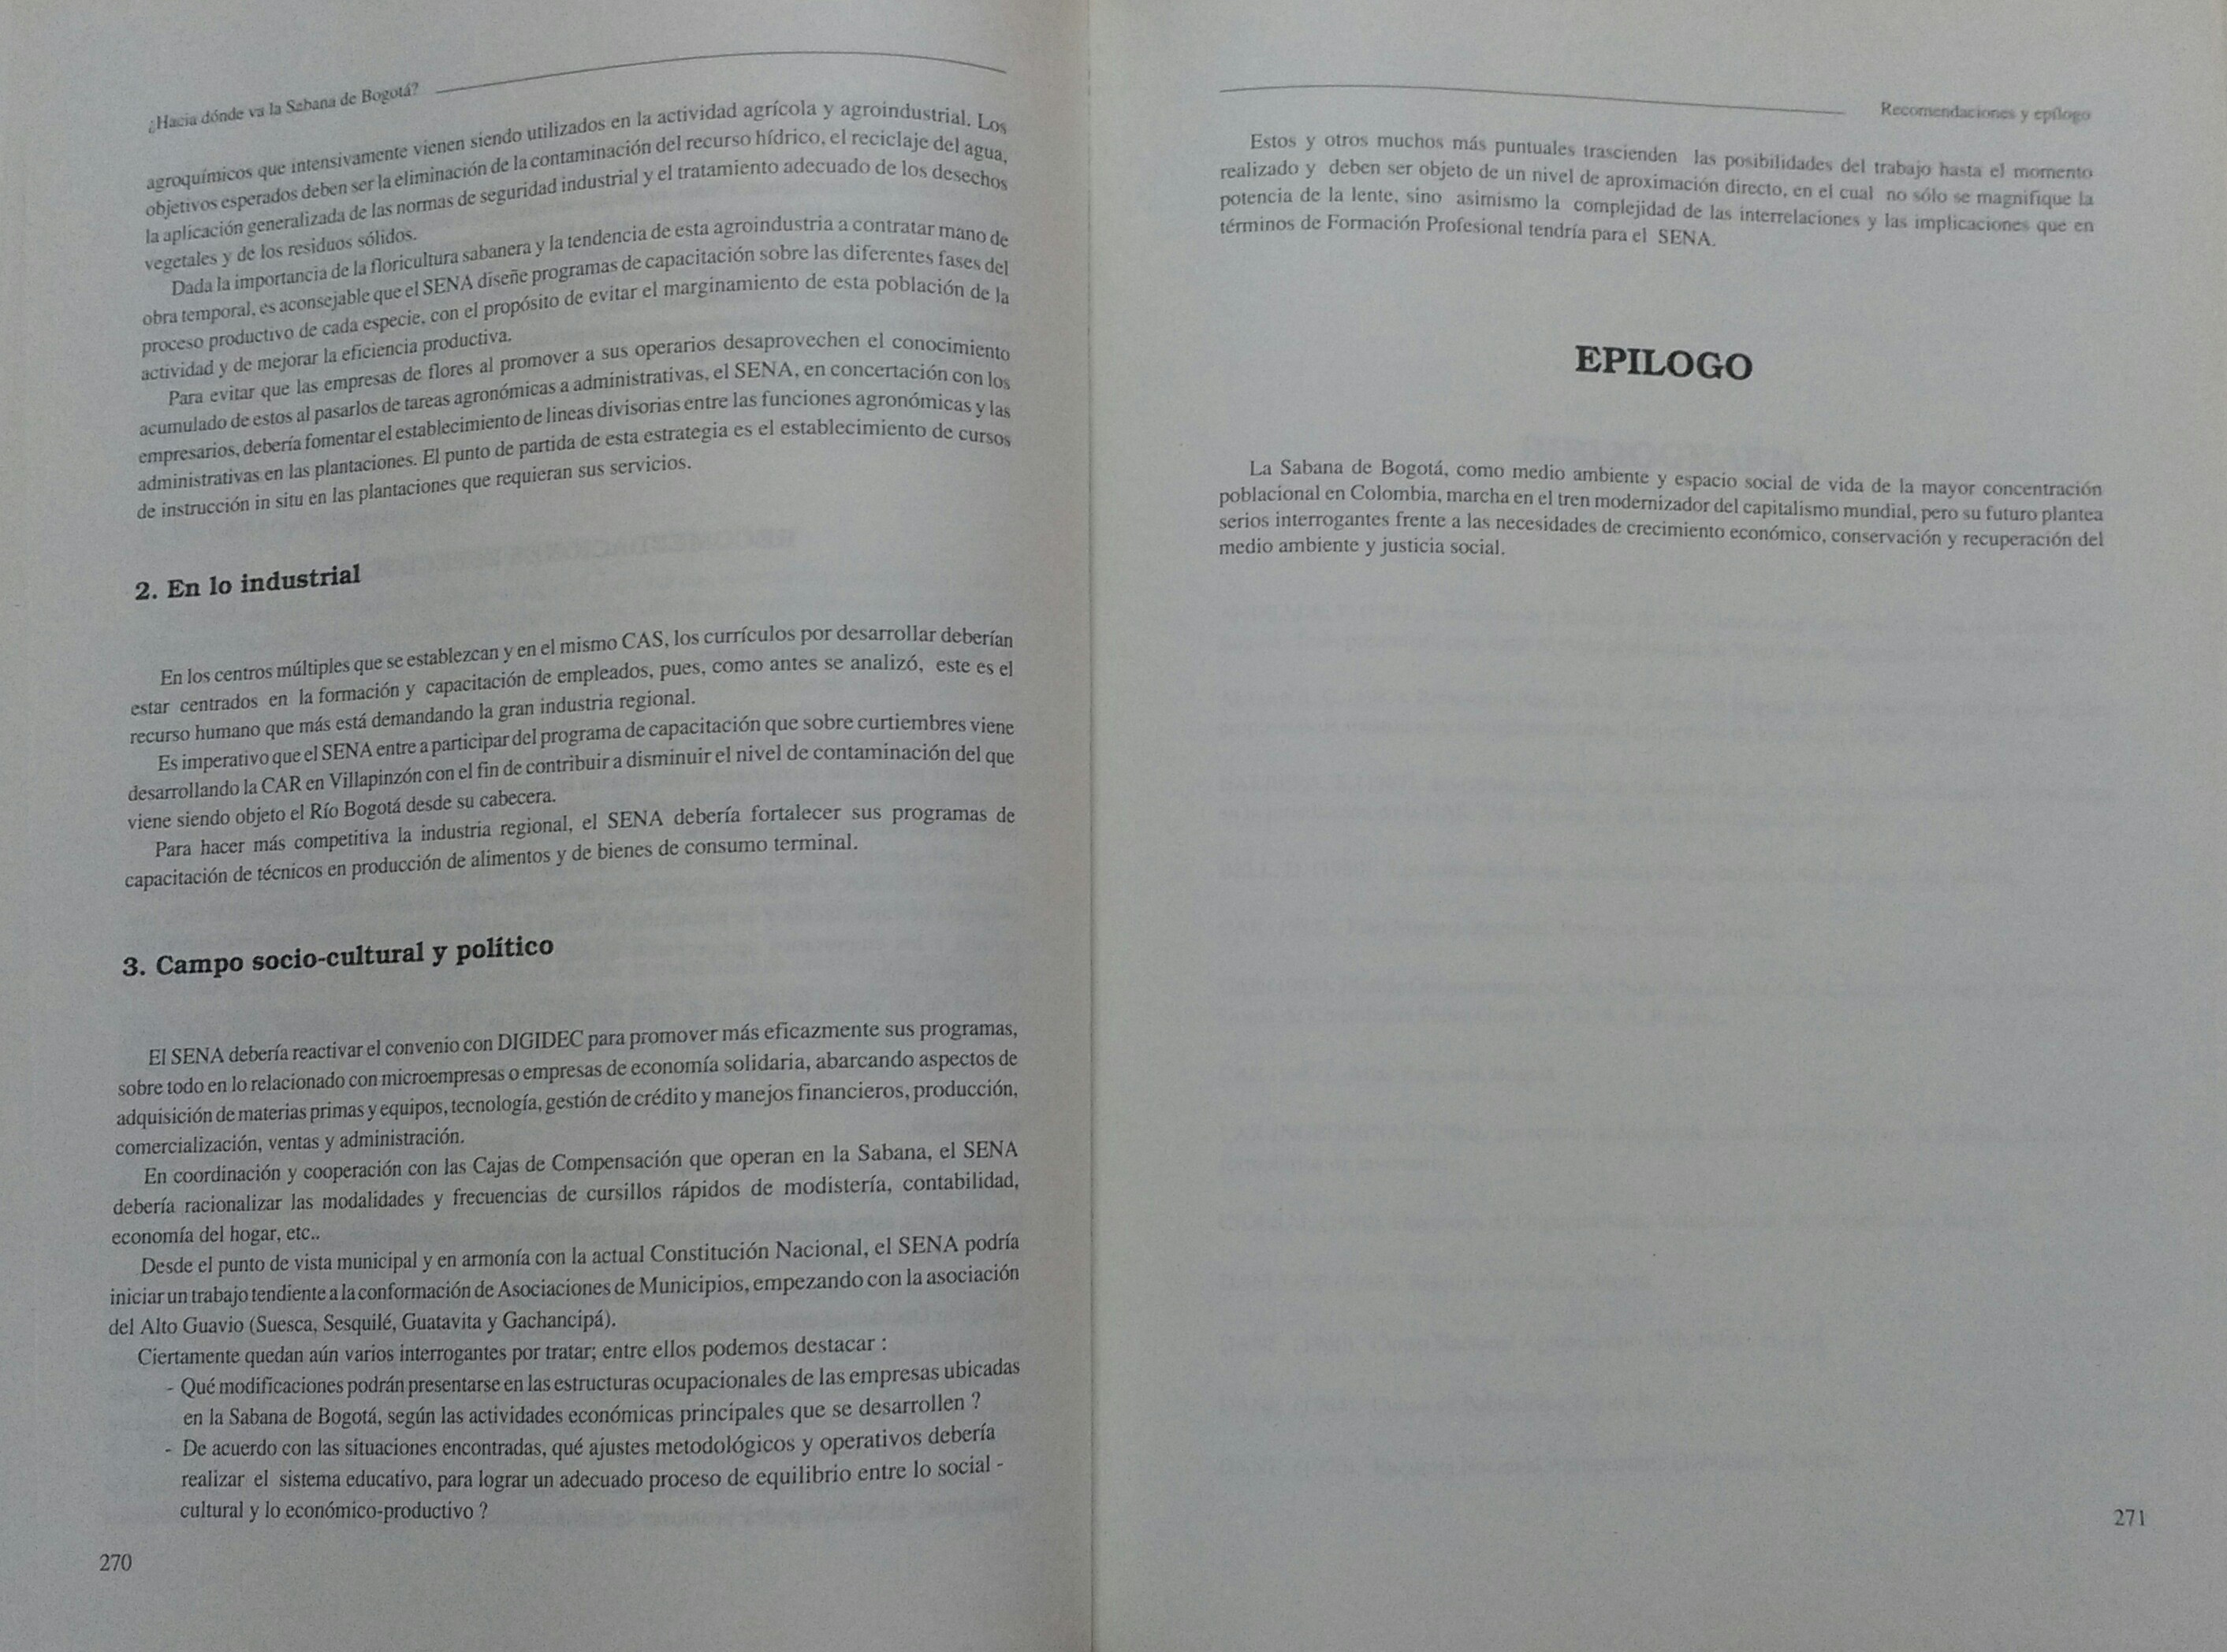 ¿Hacia dónde va la Sabana de Bogotá?
agroquímicos que intensivamente vienen siendo utilizados en la actividad agrícola y agroindustrial. Los
objetivos esperados deben ser la eliminación de la contaminación del recurso hídrico, el reciclaje del agua,
la aplicación generalizada de las normas de seguridad industrial y el tratamiento adecuado de los desechos
vegetales y de los residuos sólidos.
Dada la importancia de la floricultura sabanera y la tendencia de esta agroindustria a contratar mano de
obra temporal, es aconsejable que el SENA diseñe programas de capacitación sobre las diferentes fases del
proceso productivo de cada especie, con el propósito de evitar el marginamiento de esta población de la
actividad y de mejorar la eficiencia productiva.
Para evitar que las empresas de flores al promover a sus operarios desaprovechen el conocimiento
acumulado de estos al pasarlos de tareas agronómicas a administrativas, el SENA, en concertación con los
empresarios, debería fomentar el establecimiento de lineas divisorias entre las funciones agronómicas y las
administrativas en las plantaciones. El punto de partida de esta estrategia es el establecimiento de cursos
de instrucción in situ en las plantaciones que requieran sus servicios.
2. En lo industrial
En los centros múltiples que se establezcan y en el mismo CAS, los currículos por desarrollar deberían
estar centrados en la formación y capacitación de empleados, pues, como antes se analizó, este es el
recurso humano que más está demandando la gran industria regional.
Es imperativo que el SENA entre a participar del programa de capacitación que sobre curtiembres viene
desarrollando la CAR en Villapinzón con el fin de contribuir a disminuir el nivel de contaminación del que
viene siendo objeto el Río Bogotá desde su cabecera.
Para hacer más competitiva la industria regional, el SENA debería fortalecer sus programas de
capacitación de técnicos en producción de alimentos y de bienes de consumo terminal.
3. Campo socio-cultural y político
El SENA debería reactivar el convenio con DIGIDEC para promover más eficazmente sus programas,
sobre todo en lo relacionado con microempresas o empresas de economía solidaria, abarcando aspectos de
adquisición de materias primas y equipos, tecnología, gestión de crédito y manejos financieros, producción,
comercialización, ventas y administración.
En coordinación y cooperación con las Cajas de Compensación que operan en la Sabana, el SENA
debería racionalizar las modalidades y frecuencias de cursillos rápidos de modistería, contabilidad,
economía del hogar, etc..
Desde el punto de vista municipal y en armonía con la actual Constitución Nacional, el SENA podría
iniciar un trabajo tendiente a la conformación de Asociaciones de Municipios, empezando con la asociación
del Alto Guavio (Suesca, Sesquilé, Guatavita y Gachancipá).
Ciertamente quedan aún varios interrogantes por tratar; entre ellos podemos destacar :
- Qué modificaciones podrán presentarse en las estructuras ocupacionales de las empresas ubicadas
en la Sabana de Bogotá, según las actividades económicas principales que se desarrollen ?
- De acuerdo con las situaciones encontradas, qué ajustes metodológicos y operativos debería
realizar el sistema educativo, para lograr un adecuado proceso de equilibrio entre lo social -
cultural y lo económico-productivo ?
270
Recomendaciones y epílogo
Estos y otros muchos más puntuales trascienden las posibilidades del trabajo hasta el momento
realizado y deben ser objeto de un nivel de aproximación directo, en el cual no sólo se magnifique la
potencia de la lente, sino asimismo la complejidad de las interrelaciones y las implicaciones que en
términos de Formación Profesional tendría para el SENA.
EPILOGO
La Sabana de Bogotá, como medio ambiente y espacio social de vida de la mayor concentración
poblacional en Colombia, marcha en el tren modernizador del capitalismo mundial, pero su futuro plantea
serios interrogantes frente a las necesidades de crecimiento económico, conservación y recuperación del
medio ambiente y justicia social.
271